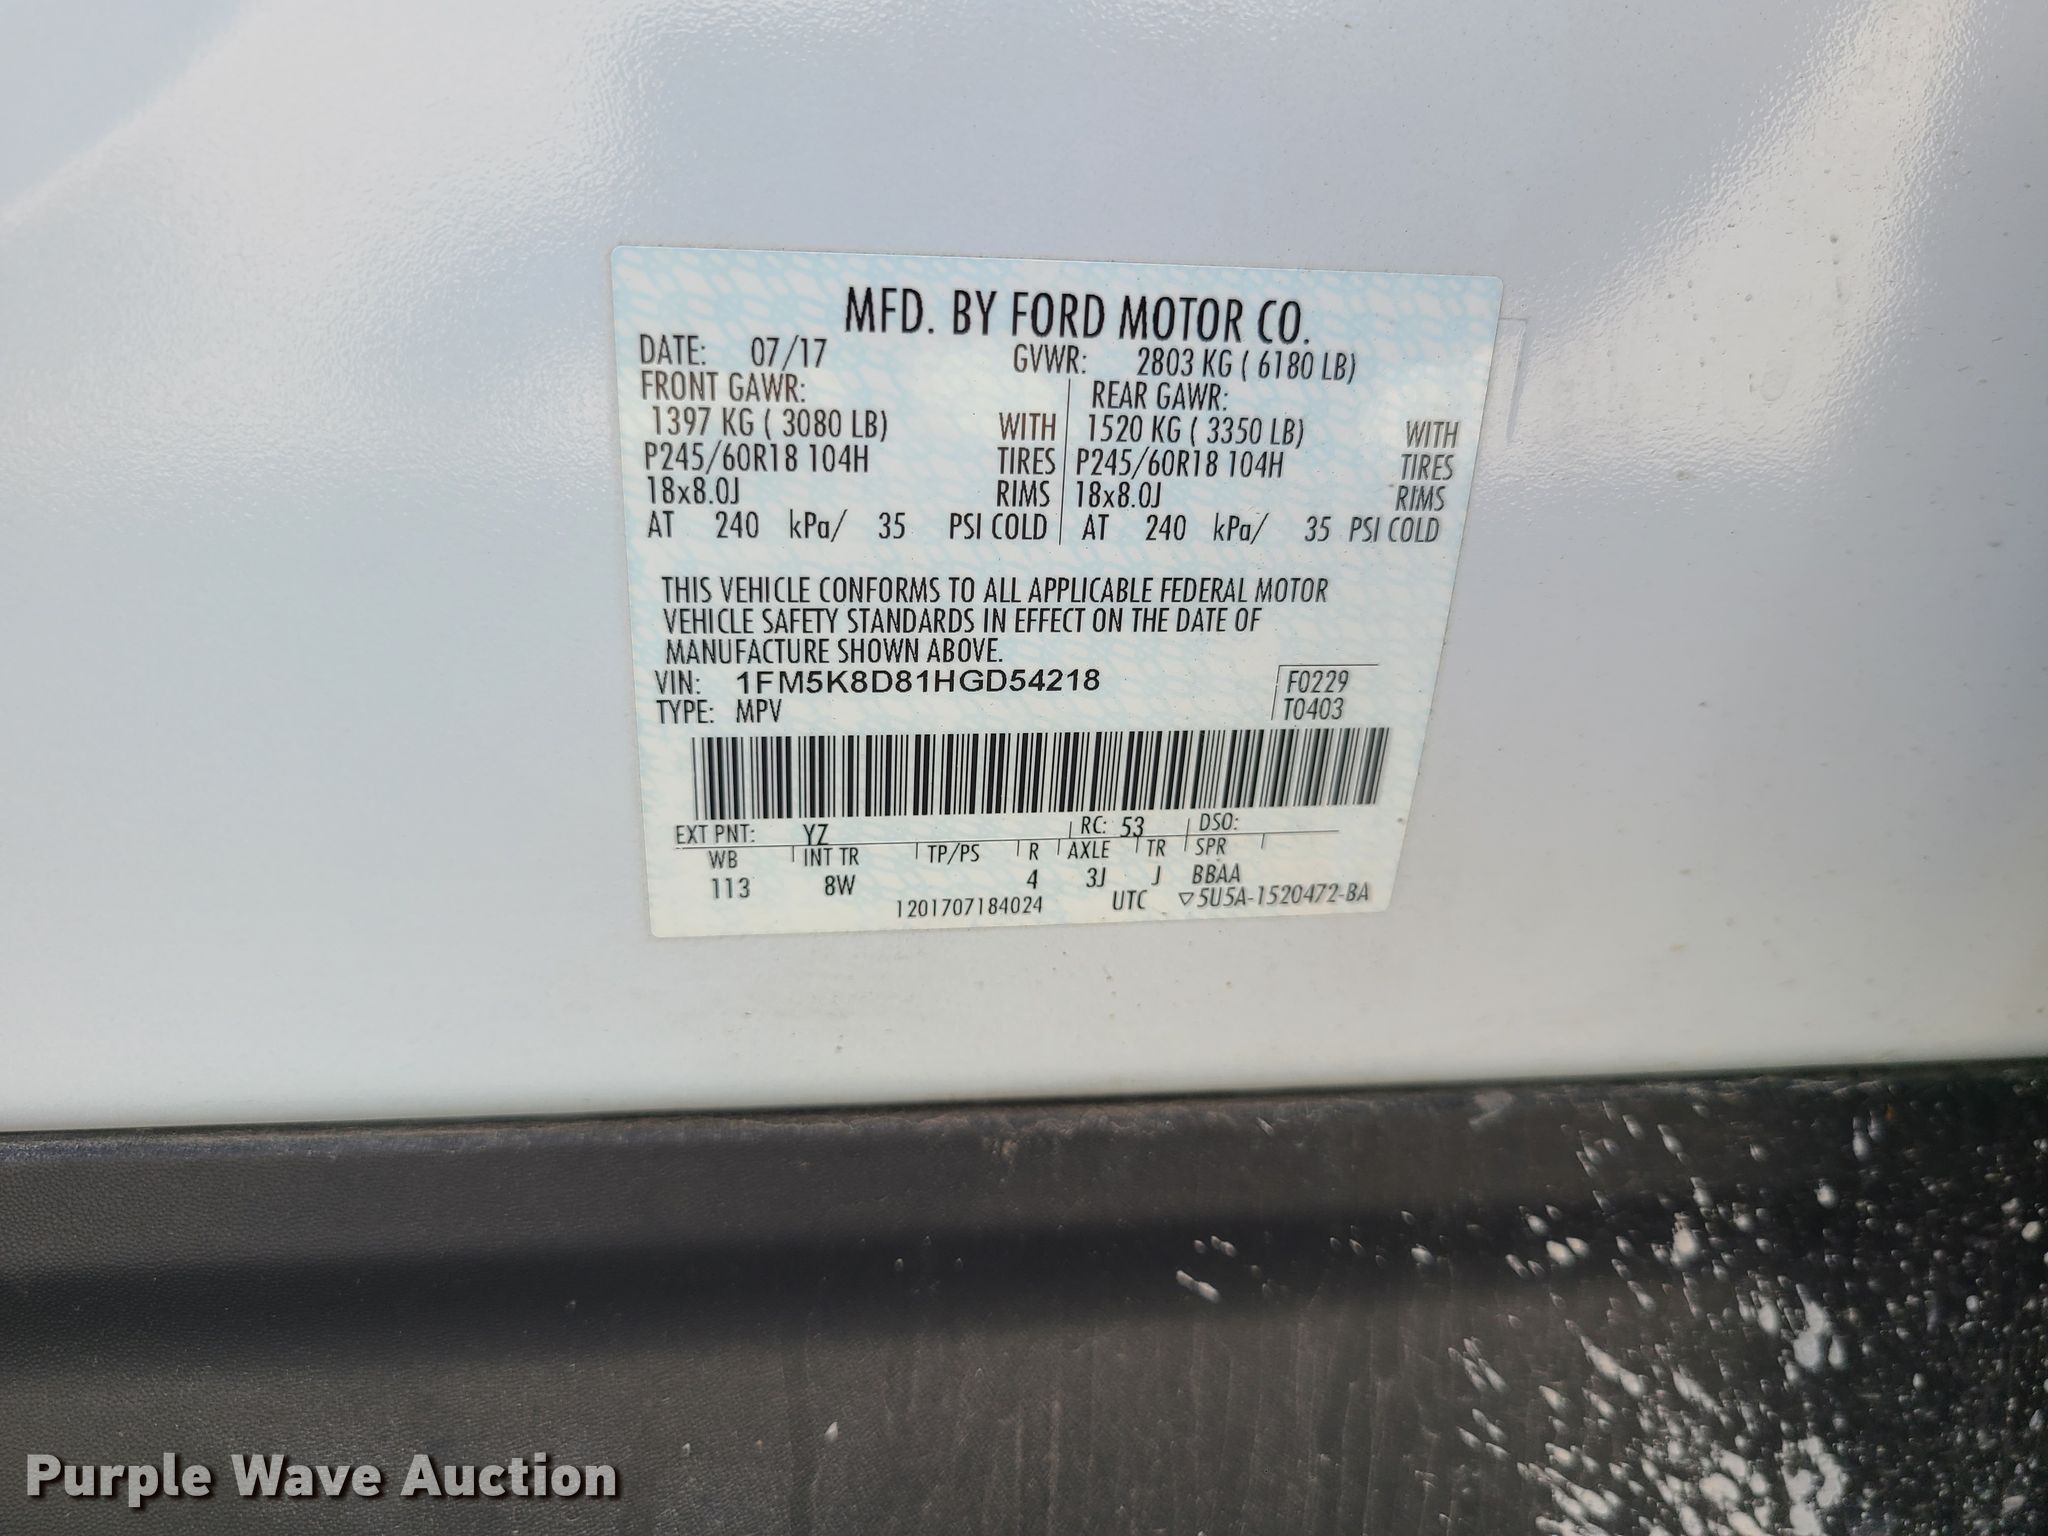 MFD. BY FORD MOTOR CO.
DATE: 07/17 GVWR: 2803 KG ( 6180 LB)
FRONT GAWR: REAR GAWR:
1397 KG ( 3080 LB) WITH 1520 KG ( 3350 LB) WITH
P245/60R18 104H TIRES P245/60R18 104H TIRES
18x8.0J RIMS 18x8.0J RIMS
AT 240 kPa/ 35 PSI COLD AT 240 kPa/ 35 PSI COLD
THIS VEHICLE CONFORMS TO ALL APPLICABLE FEDERAL MOTOR
VEHICLE SAFETY STANDARDS IN EFFECT ON THE DATE OF
MANUFACTURE SHOWN ABOVE.
VIN: 1FM5K8D81HGD54218 F0229
TYPE: MPV T0403
EXT PNT: YZ RC: 53 DSO:
WB INT TR TP/PS R AXLE TR SPR
113 8W 4 3J J BBAA
1201707184024 UTC ▽5U5A-1520472-BA
Purple Wave Auction